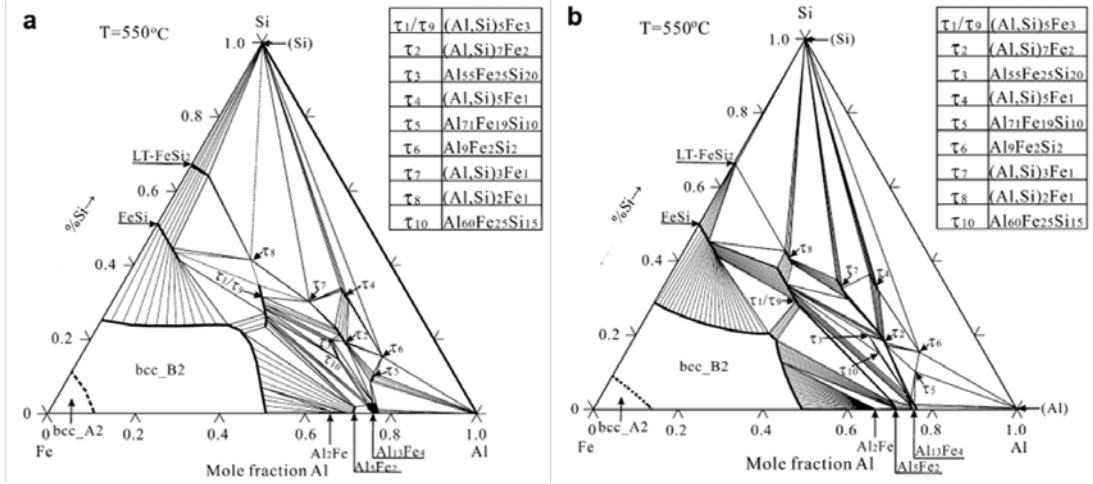 a
T=550°C
Si
1.0
(Si)
τ1/τ9 (Al,Si)5Fe3
τ2 (Al,Si)7Fe2
τ3 Al55Fe25Si20
τ4 (Al,Si)5Fe1
τ5 Al71Fe19Si10
τ6 Al9Fe2Si2
τ7 (Al,Si)3Fe1
τ8 (Al,Si)2Fe1
τ10 Al60Fe25Si15
0.8
LT-FeSi2
0.6
%Si→
FeSi
0.4
τ8
τ7
τ4
τ1/τ9
0.2
τ2
τ6
τ10
τ5
bcc_B2
0
bcc_A2
Fe
0.2
0.4
0.6
0.8
1.0
Al
Al2Fe
Al13Fe4
Al5Fe2
Mole fraction Al
b
T=550°C
Si
1.0
(Si)
τ1/τ9 (Al,Si)5Fe3
τ2 (Al,Si)7Fe2
τ3 Al55Fe25Si20
τ4 (Al,Si)5Fe1
τ5 Al71Fe19Si10
τ6 Al9Fe2Si2
τ7 (Al,Si)3Fe1
τ8 (Al,Si)2Fe1
τ10 Al60Fe25Si15
0.8
LT-FeSi2
0.6
%Si→
FeSi
0.4
τ8
τ7
τ4
τ1/τ9
0.2
τ3
τ2
τ6
τ10
τ5
bcc_B2
0
bcc_A2
Fe
0.2
0.4
0.6
0.8
1.0
(Al)
Al
Al2Fe
Al13Fe4
Al5Fe2
Mole fraction Al